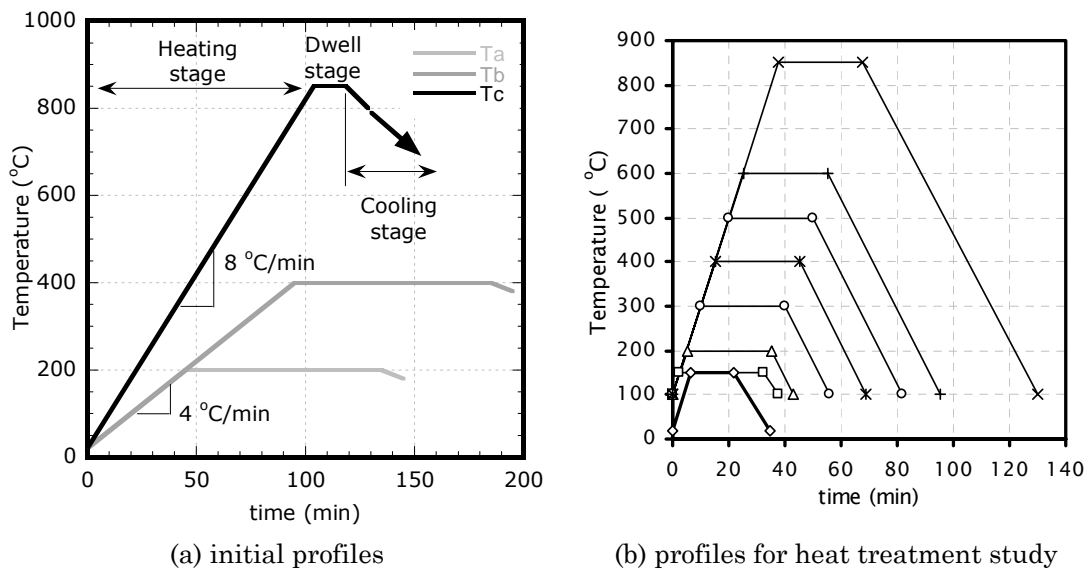 1000
800
600
400
200
0
0
50
100
150
200
Temperature (°C)
time (min)
Heating
stage
Dwell
stage
Ta
Tb
Tc
Cooling
stage
8 °C/min
4 °C/min
(a) initial profiles
900
800
700
600
500
400
300
200
100
0
0
20
40
60
80
100
120
140
Temperature ( °C)
time (min)
(b) profiles for heat treatment study